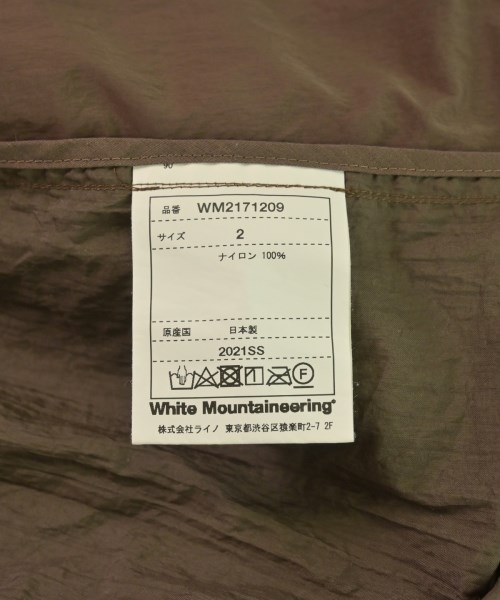 90
品番 WM2171209
サイズ 2
ナイロン 100%
原産国 日本製
2021SS
F
White Mountaineering®
株式会社ライノ 東京都渋谷区猿楽町2-7 2F